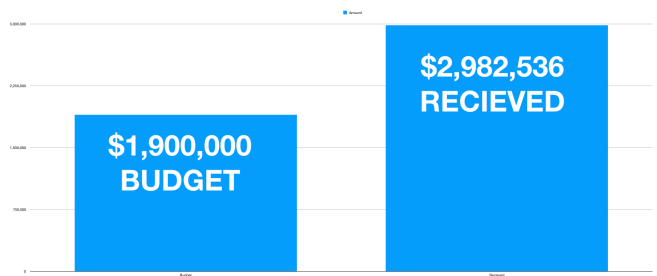 Amount
3,000,000
2,250,000
1,500,000
750,000
0
$1,900,000
BUDGET
$2,982,536
RECIEVED
Budget
Received